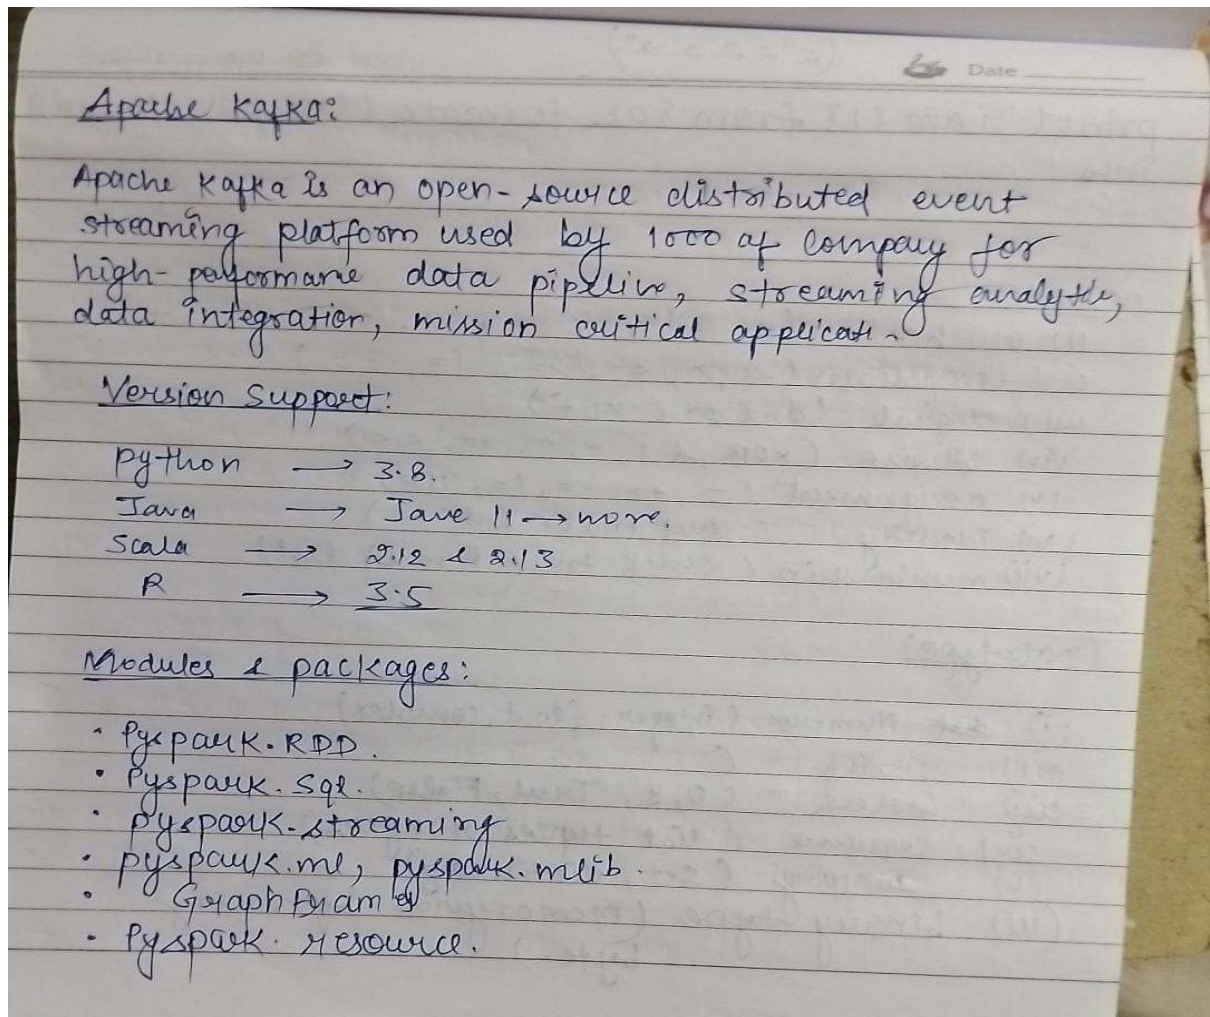 Date
Apache Kafka:
Apache Kafka is an open-source distributed event
streaming platform used by 1000 of company for
high-performane data pipeline, streaming analytic,
data integration, mission critical applicati.
Version Support:
python → 3.8.
Java → Jave 11 → more.
Scala → 2.12 & 2.13
R → 3.5
Modules & packages:
• Pyspark.RDD.
• Pyspark. Sql.
• pyspark.streaming
• pyspark.ml, pyspark.mlib.
• GraphFrames
• Pyspark. resource.